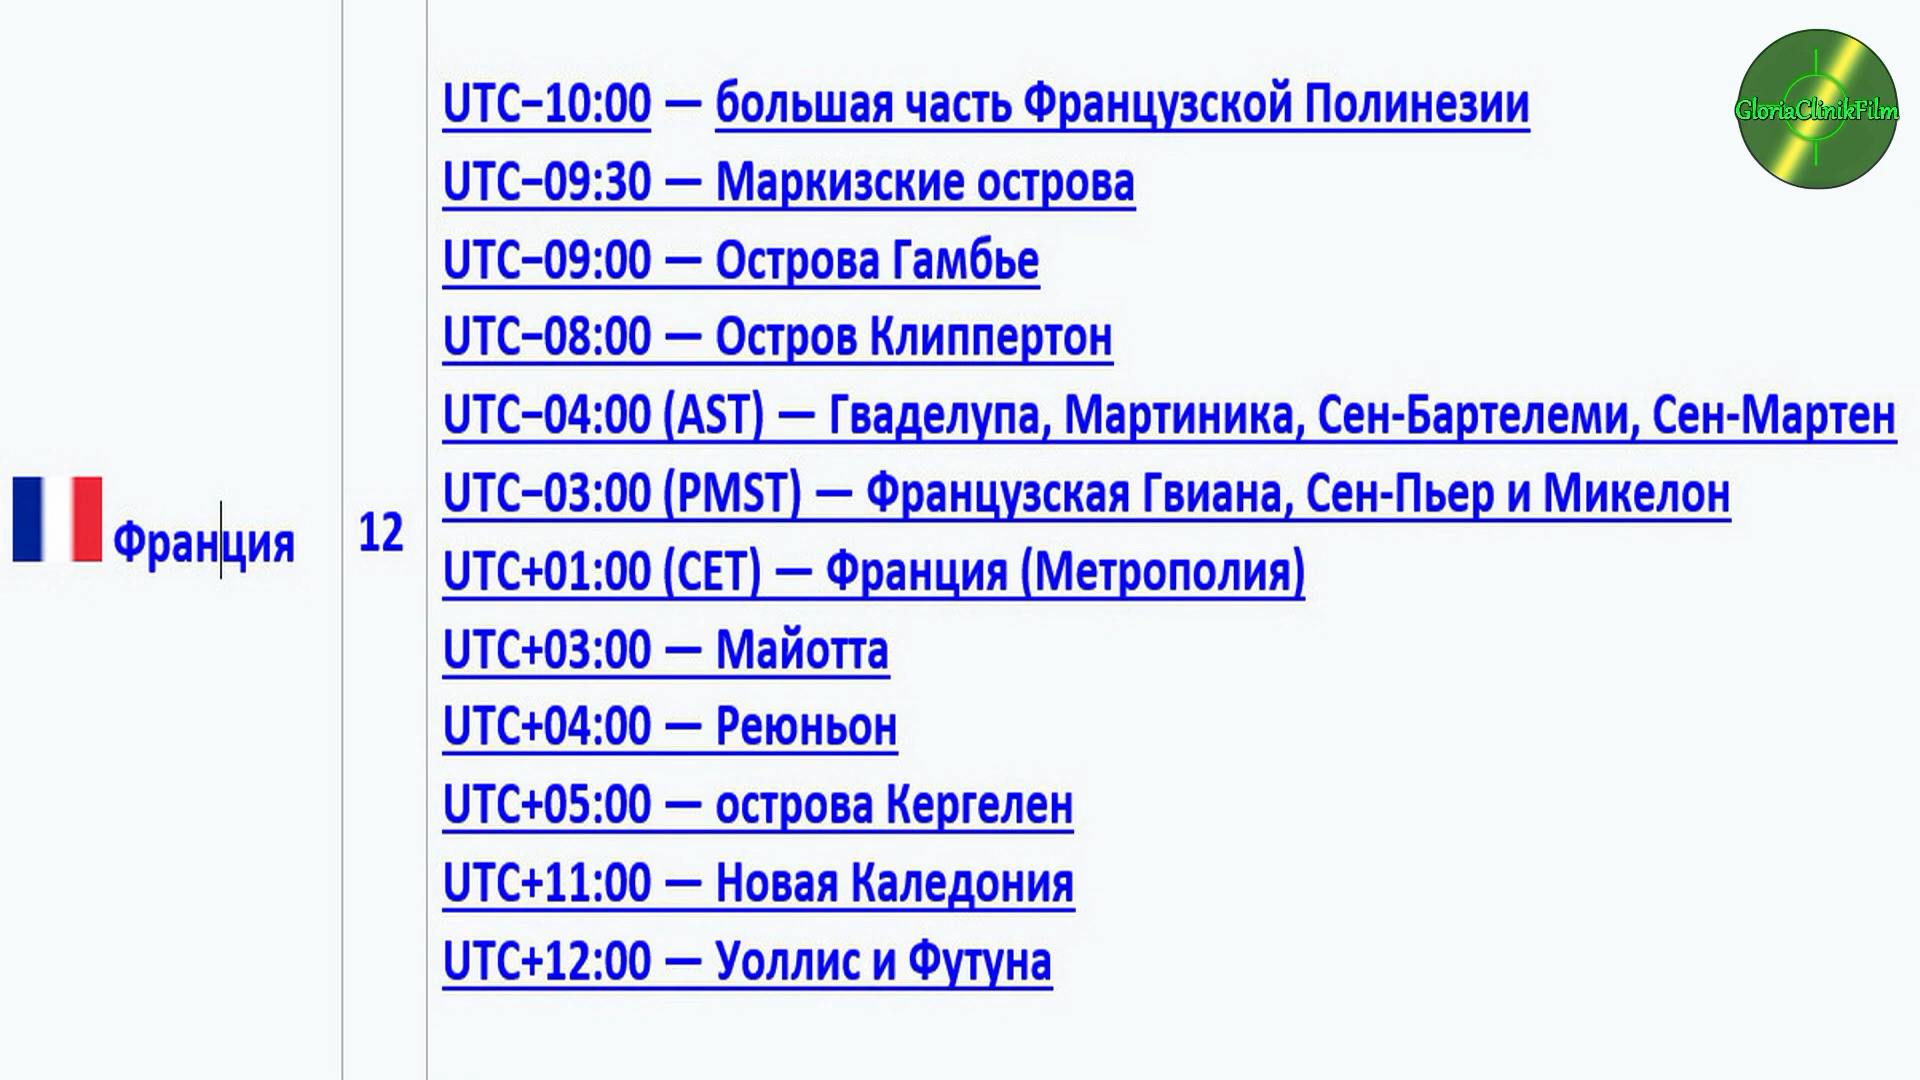 UTC−10:00 — большая часть Французской Полинезии
GloriaClinikFilm
UTC−09:30 — Маркизские острова
UTC−09:00 — Острова Гамбье
UTC−08:00 — Остров Клиппертон
UTC−04:00 (AST) — Гваделупа, Мартиника, Сен-Бартелеми, Сен-Мартен
UTC−03:00 (PMST) — Французская Гвиана, Сен-Пьер и Микелон
Франция
12
UTC+01:00 (CET) — Франция (Метрополия)
UTC+03:00 — Майотта
UTC+04:00 — Реюньон
UTC+05:00 — острова Кергелен
UTC+11:00 — Новая Каледония
UTC+12:00 — Уоллис и Футуна